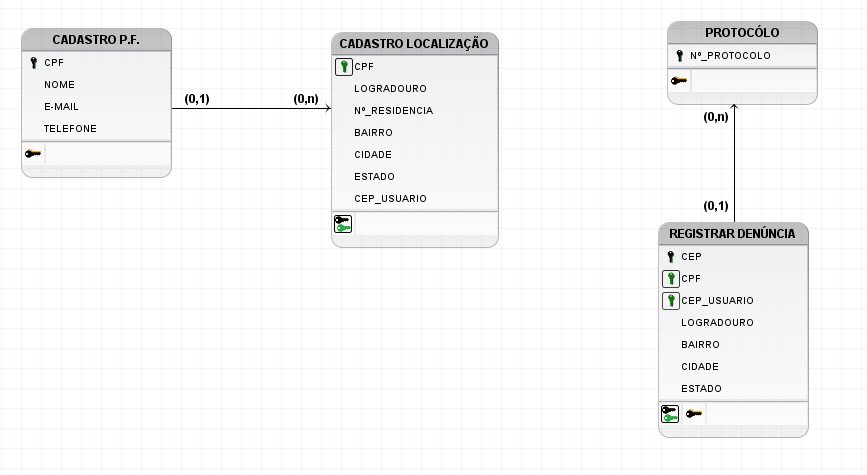 CADASTRO P.F.
CPF
NOME
E-MAIL
TELEFONE
(0,1)
(0,n)
CADASTRO LOCALIZAÇÃO
CPF
LOGRADOURO
Nº_RESIDENCIA
BAIRRO
CIDADE
ESTADO
CEP_USUARIO
PROTOCÓLO
Nº_PROTOCOLO
(0,n)
(0,1)
REGISTRAR DENÚNCIA
CEP
CPF
CEP_USUARIO
LOGRADOURO
BAIRRO
CIDADE
ESTADO